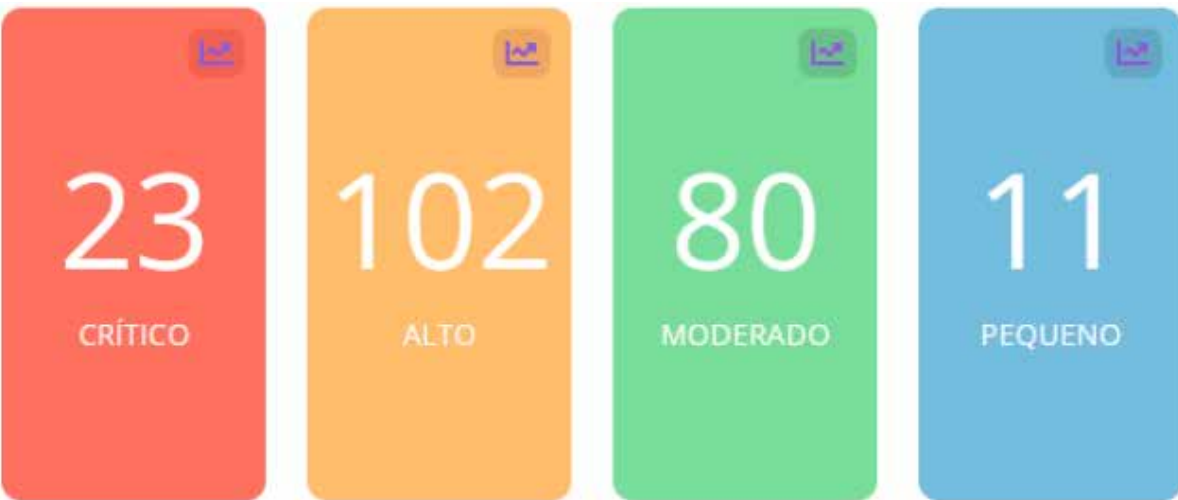 23
CRÍTICO
102
ALTO
80
MODERADO
11
PEQUENO